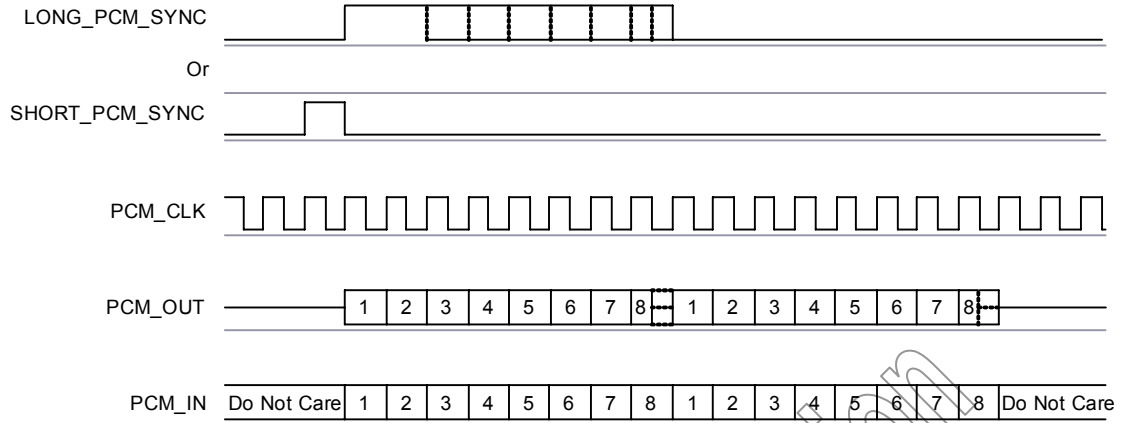 LONG_PCM_SYNC
Or
SHORT_PCM_SYNC
PCM_CLK
PCM_OUT 1 2 3 4 5 6 7 8 1 2 3 4 5 6 7 8
PCM_IN Do Not Care 1 2 3 4 5 6 7 8 1 2 3 4 5 6 7 8 Do Not Care